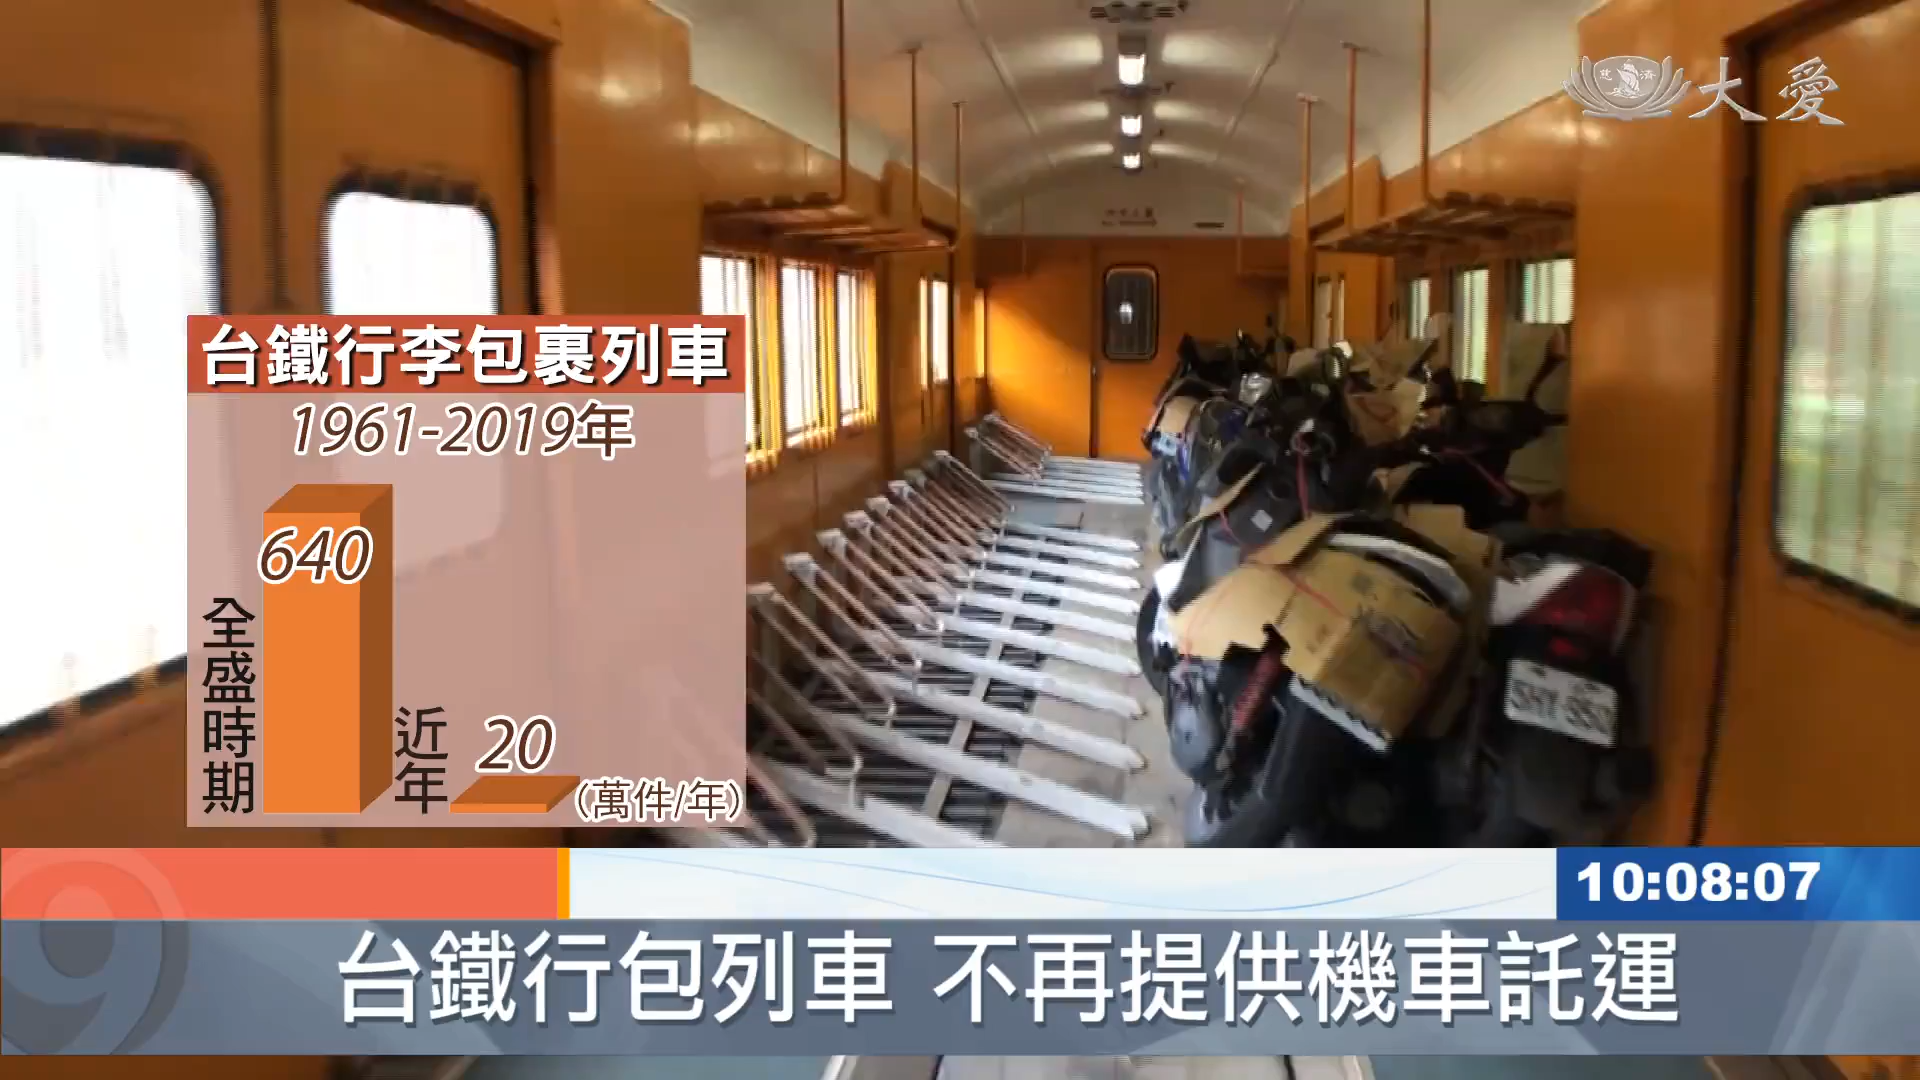 慈濟
大愛
台鐵行李包裹列車
1961-2019年
640
全盛時期
近年
20
(萬件/年)
10:08:07
台鐵行包列車 不再提供機車託運